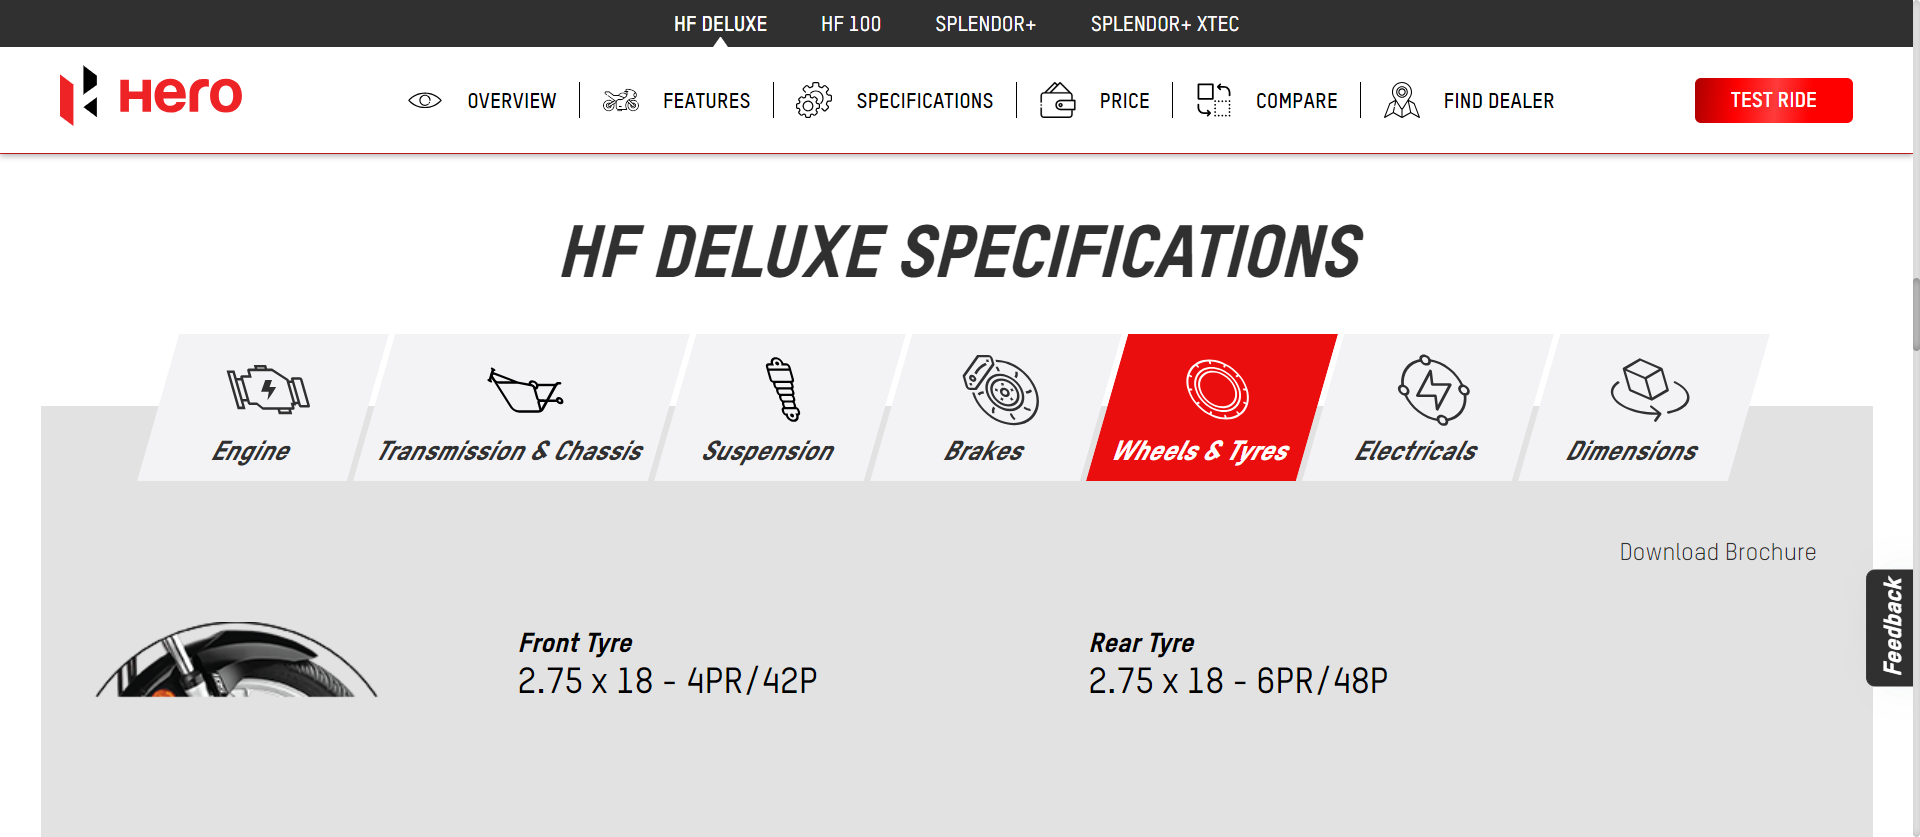 HF DELUXE HF 100 SPLENDOR+ SPLENDOR+ XTEC
Hero OVERVIEW FEATURES SPECIFICATIONS PRICE COMPARE FIND DEALER TEST RIDE
HF DELUXE SPECIFICATIONS
Engine Transmission & Chassis Suspension Brakes Wheels & Tyres Electricals Dimensions
Download Brochure
Feedback
Front Tyre Rear Tyre
2.75 x 18 - 4PR/42P 2.75 x 18 - 6PR/48P